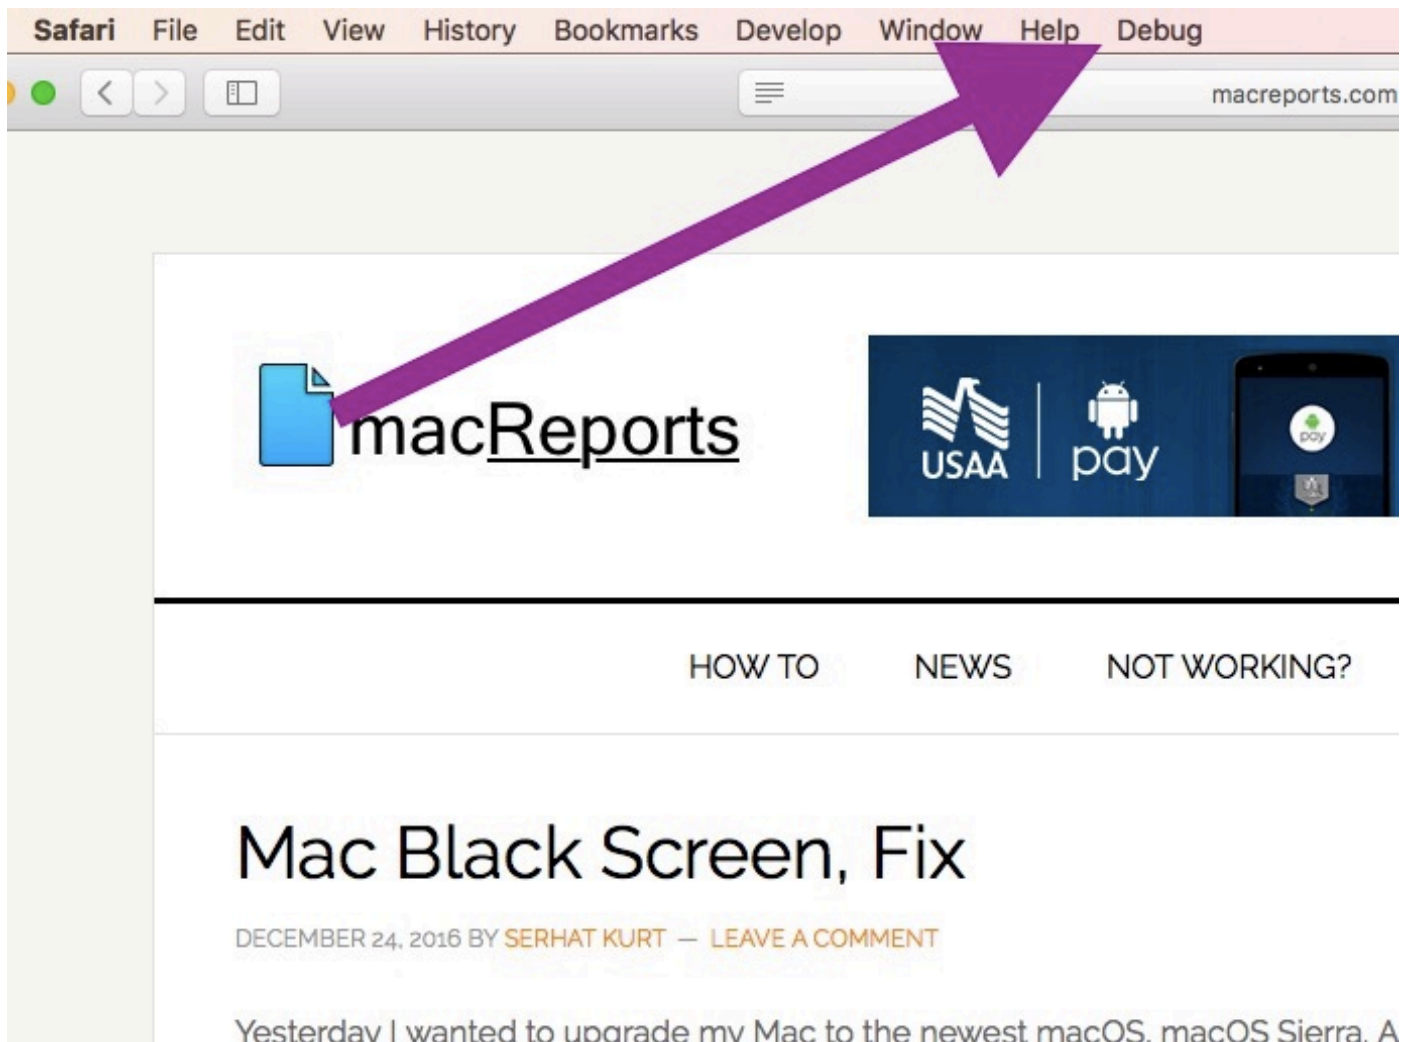 Safari File Edit View History Bookmarks Develop Window Help Debug
macreports.com
macReports
USAA pay
pay
HOW TO NEWS NOT WORKING?
Mac Black Screen, Fix
DECEMBER 24, 2016 BY SERHAT KURT — LEAVE A COMMENT
Yesterday I wanted to upgrade my Mac to the newest macOS, macOS Sierra. A